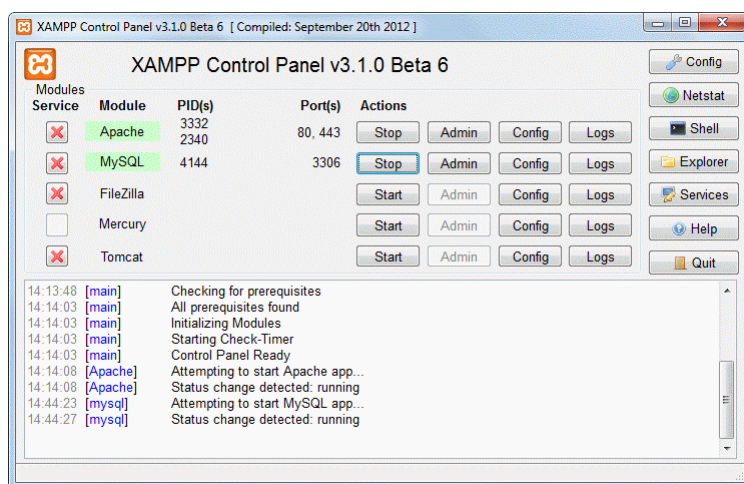 XAMPP Control Panel v3.1.0 Beta 6 [ Compiled: September 20th 2012 ]
XAMPP Control Panel v3.1.0 Beta 6
Config
Modules
Service Module PID(s) Port(s) Actions
Netstat
Apache 3332 2340 80, 443 Stop Admin Config Logs
Shell
MySQL 4144 3306 Stop Admin Config Logs
Explorer
FileZilla Start Admin Config Logs
Services
Mercury Start Admin Config Logs
Help
Tomcat Start Admin Config Logs
Quit
14:13:48 [main] Checking for prerequisites
14:14:03 [main] All prerequisites found
14:14:03 [main] Initializing Modules
14:14:03 [main] Starting Check-Timer
14:14:03 [main] Control Panel Ready
14:14:08 [Apache] Attempting to start Apache app...
14:14:08 [Apache] Status change detected: running
14:44:23 [mysql] Attempting to start MySQL app...
14:44:27 [mysql] Status change detected: running